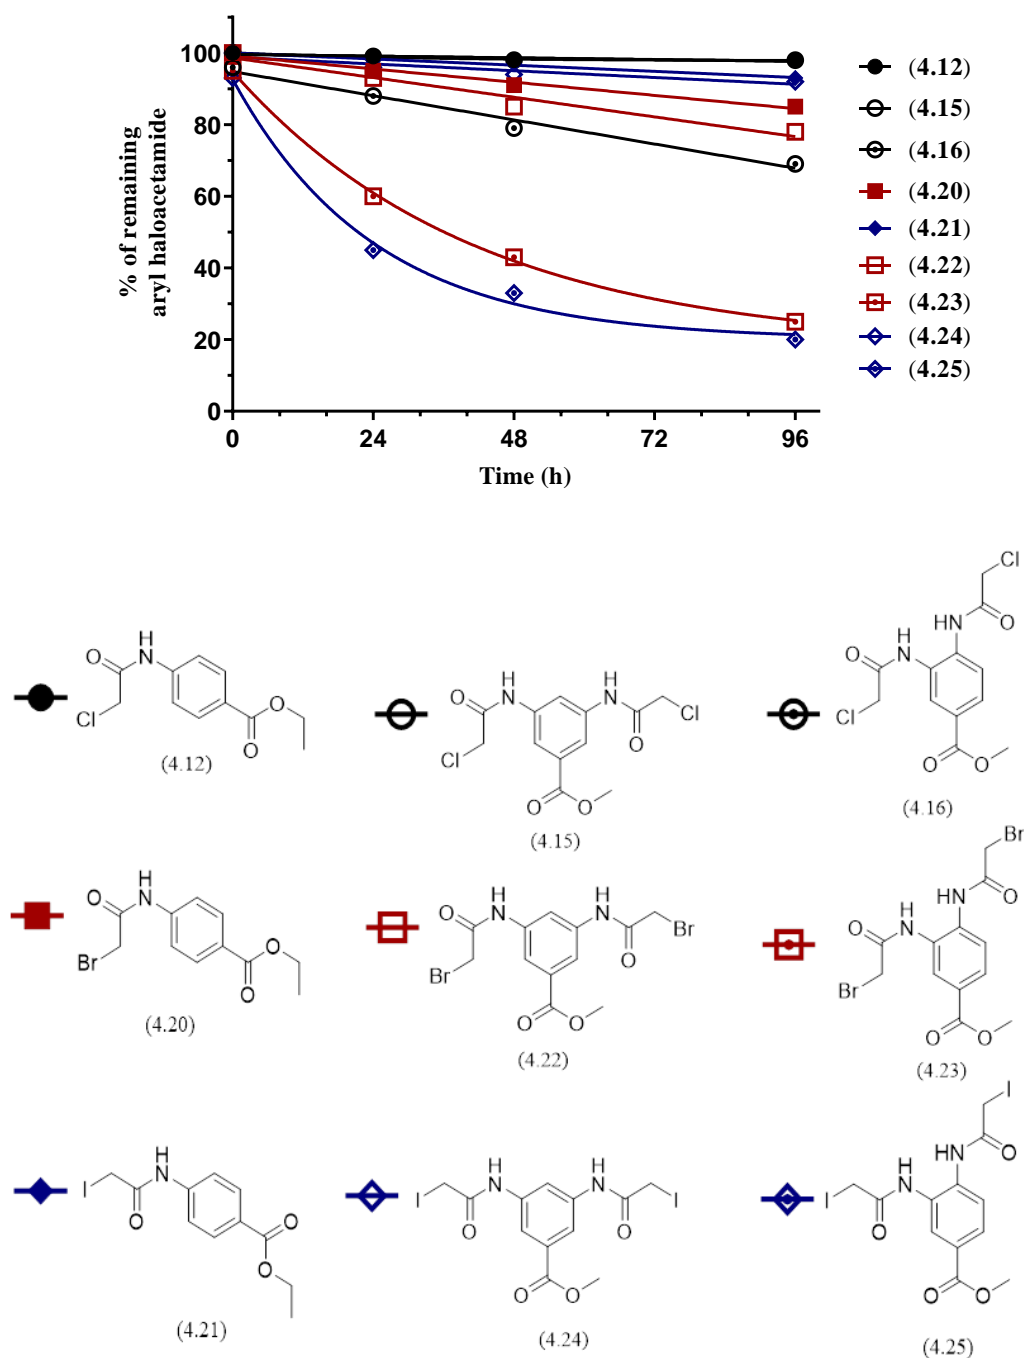 100
80
60
40
20
0
0 24 48 72 96
% of remaining
aryl haloacetamide
Time (h)
(4.12)
(4.15)
(4.16)
(4.20)
(4.21)
(4.22)
(4.23)
(4.24)
(4.25)
H
N
O
Cl
O
O
(4.12)
H
N
O
Cl
H
N
O
Cl
O
O
(4.15)
Cl
O
HN
H
N
O
Cl
O
O
(4.16)
H
N
O
Br
O
O
(4.20)
H
N
O
Br
H
N
O
Br
O
O
(4.22)
Br
O
HN
H
N
O
Br
O
O
(4.23)
H
N
I
O
O
O
(4.21)
H
N
I
O
H
N
I
O
O
O
(4.24)
I
O
HN
H
N
I
O
O
O
(4.25)